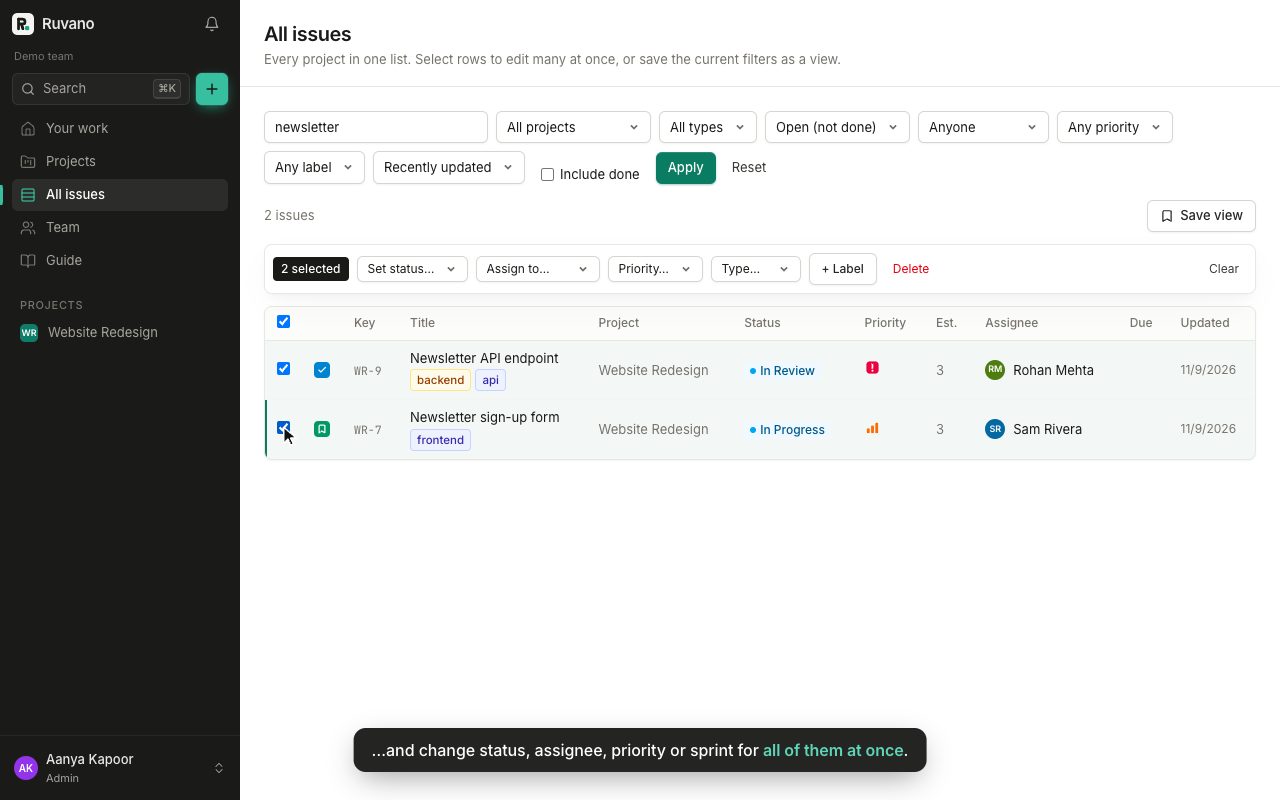 Ruvano
Demo team
Search ⌘K
Your work
Projects
All issues
Team
Guide
PROJECTS
WR Website Redesign
AK Aanya Kapoor
Admin
All issues
Every project in one list. Select rows to edit many at once, or save the current filters as a view.
newsletter All projects All types Open (not done) Anyone Any priority
Any label Recently updated Include done Apply Reset
2 issues Save view
2 selected Set status... Assign to... Priority... Type... + Label Delete Clear
Key Title Project Status Priority Est. Assignee Due Updated
WR-9 Newsletter API endpoint Website Redesign In Review 3 RM Rohan Mehta 11/9/2026
backend api
WR-7 Newsletter sign-up form Website Redesign In Progress 3 SR Sam Rivera 11/9/2026
frontend
...and change status, assignee, priority or sprint for all of them at once.